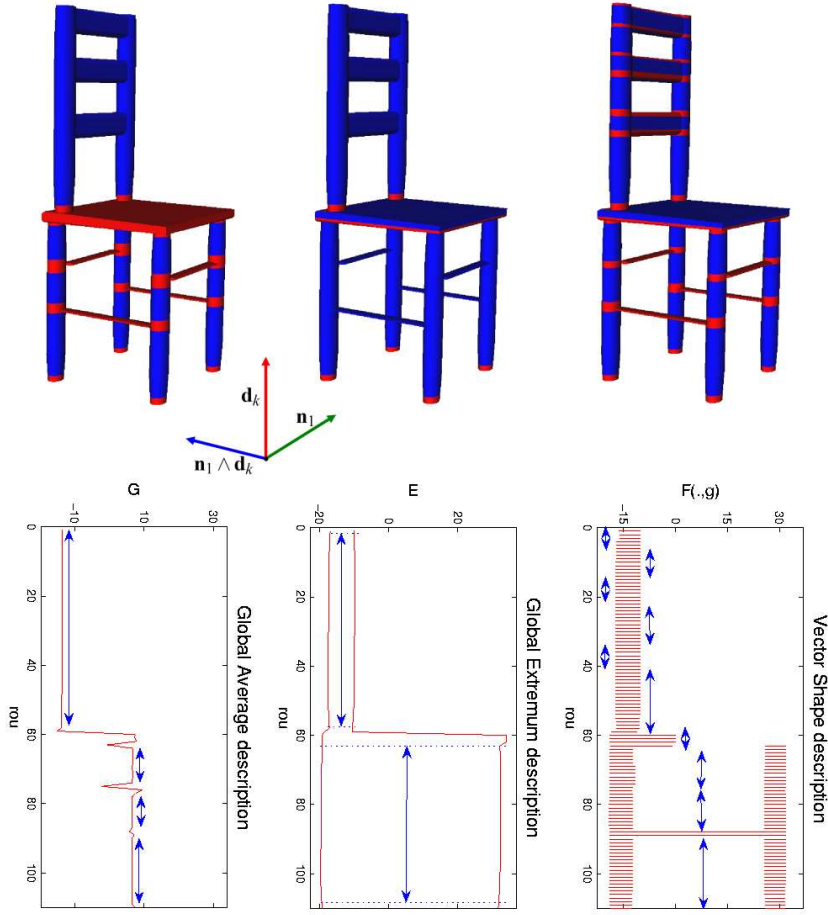 d_k
n_1
n_1 ∧ d_k
G
−10
10
30
0
20
40
60
80
100
rou
Global Average description
E
−20
0
20
0
20
40
60
80
100
rou
Global Extremum description
F(.,g)
−15
0
15
30
0
20
40
60
80
100
rou
Vector Shape description